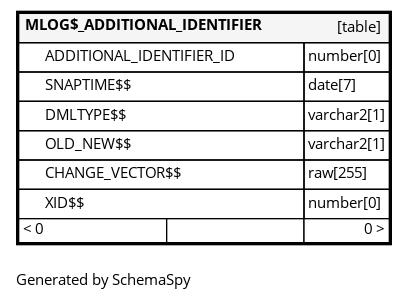 MLOG$_ADDITIONAL_IDENTIFIER [table]
ADDITIONAL_IDENTIFIER_ID number[0]
SNAPTIME$$ date[7]
DMLTYPE$$ varchar2[1]
OLD_NEW$$ varchar2[1]
CHANGE_VECTOR$$ raw[255]
XID$$ number[0]
< 0 0 >
Generated by SchemaSpy